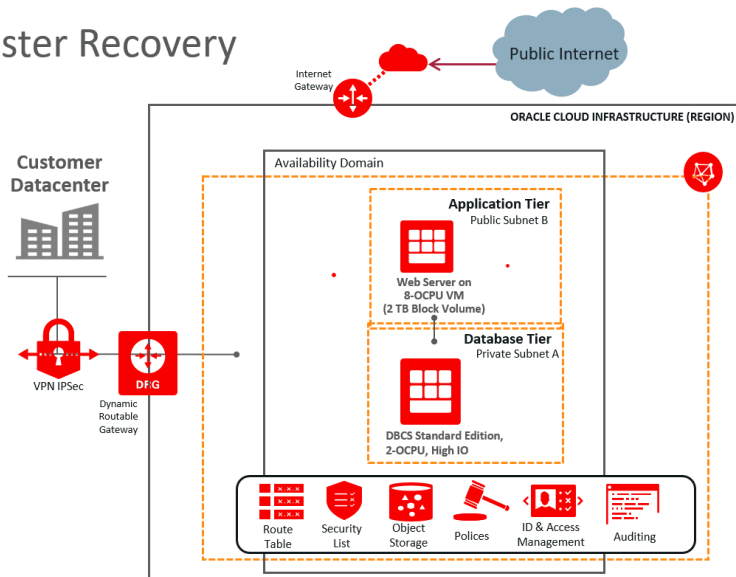 ster Recovery
Public Internet
Internet
Gateway
ORACLE CLOUD INFRASTRUCTURE (REGION)
Customer
Datacenter
Availability Domain
Application Tier
Public Subnet B
Web Server on
8-OCPU VM
(2 TB Block Volume)
Database Tier
Private Subnet A
VPN IPSec
DRG
Dynamic
Routable
Gateway
DBCS Standard Edition,
2-OCPU, High IO
Route
Table
Security
List
Object
Storage
Polices
ID & Access
Management
Auditing